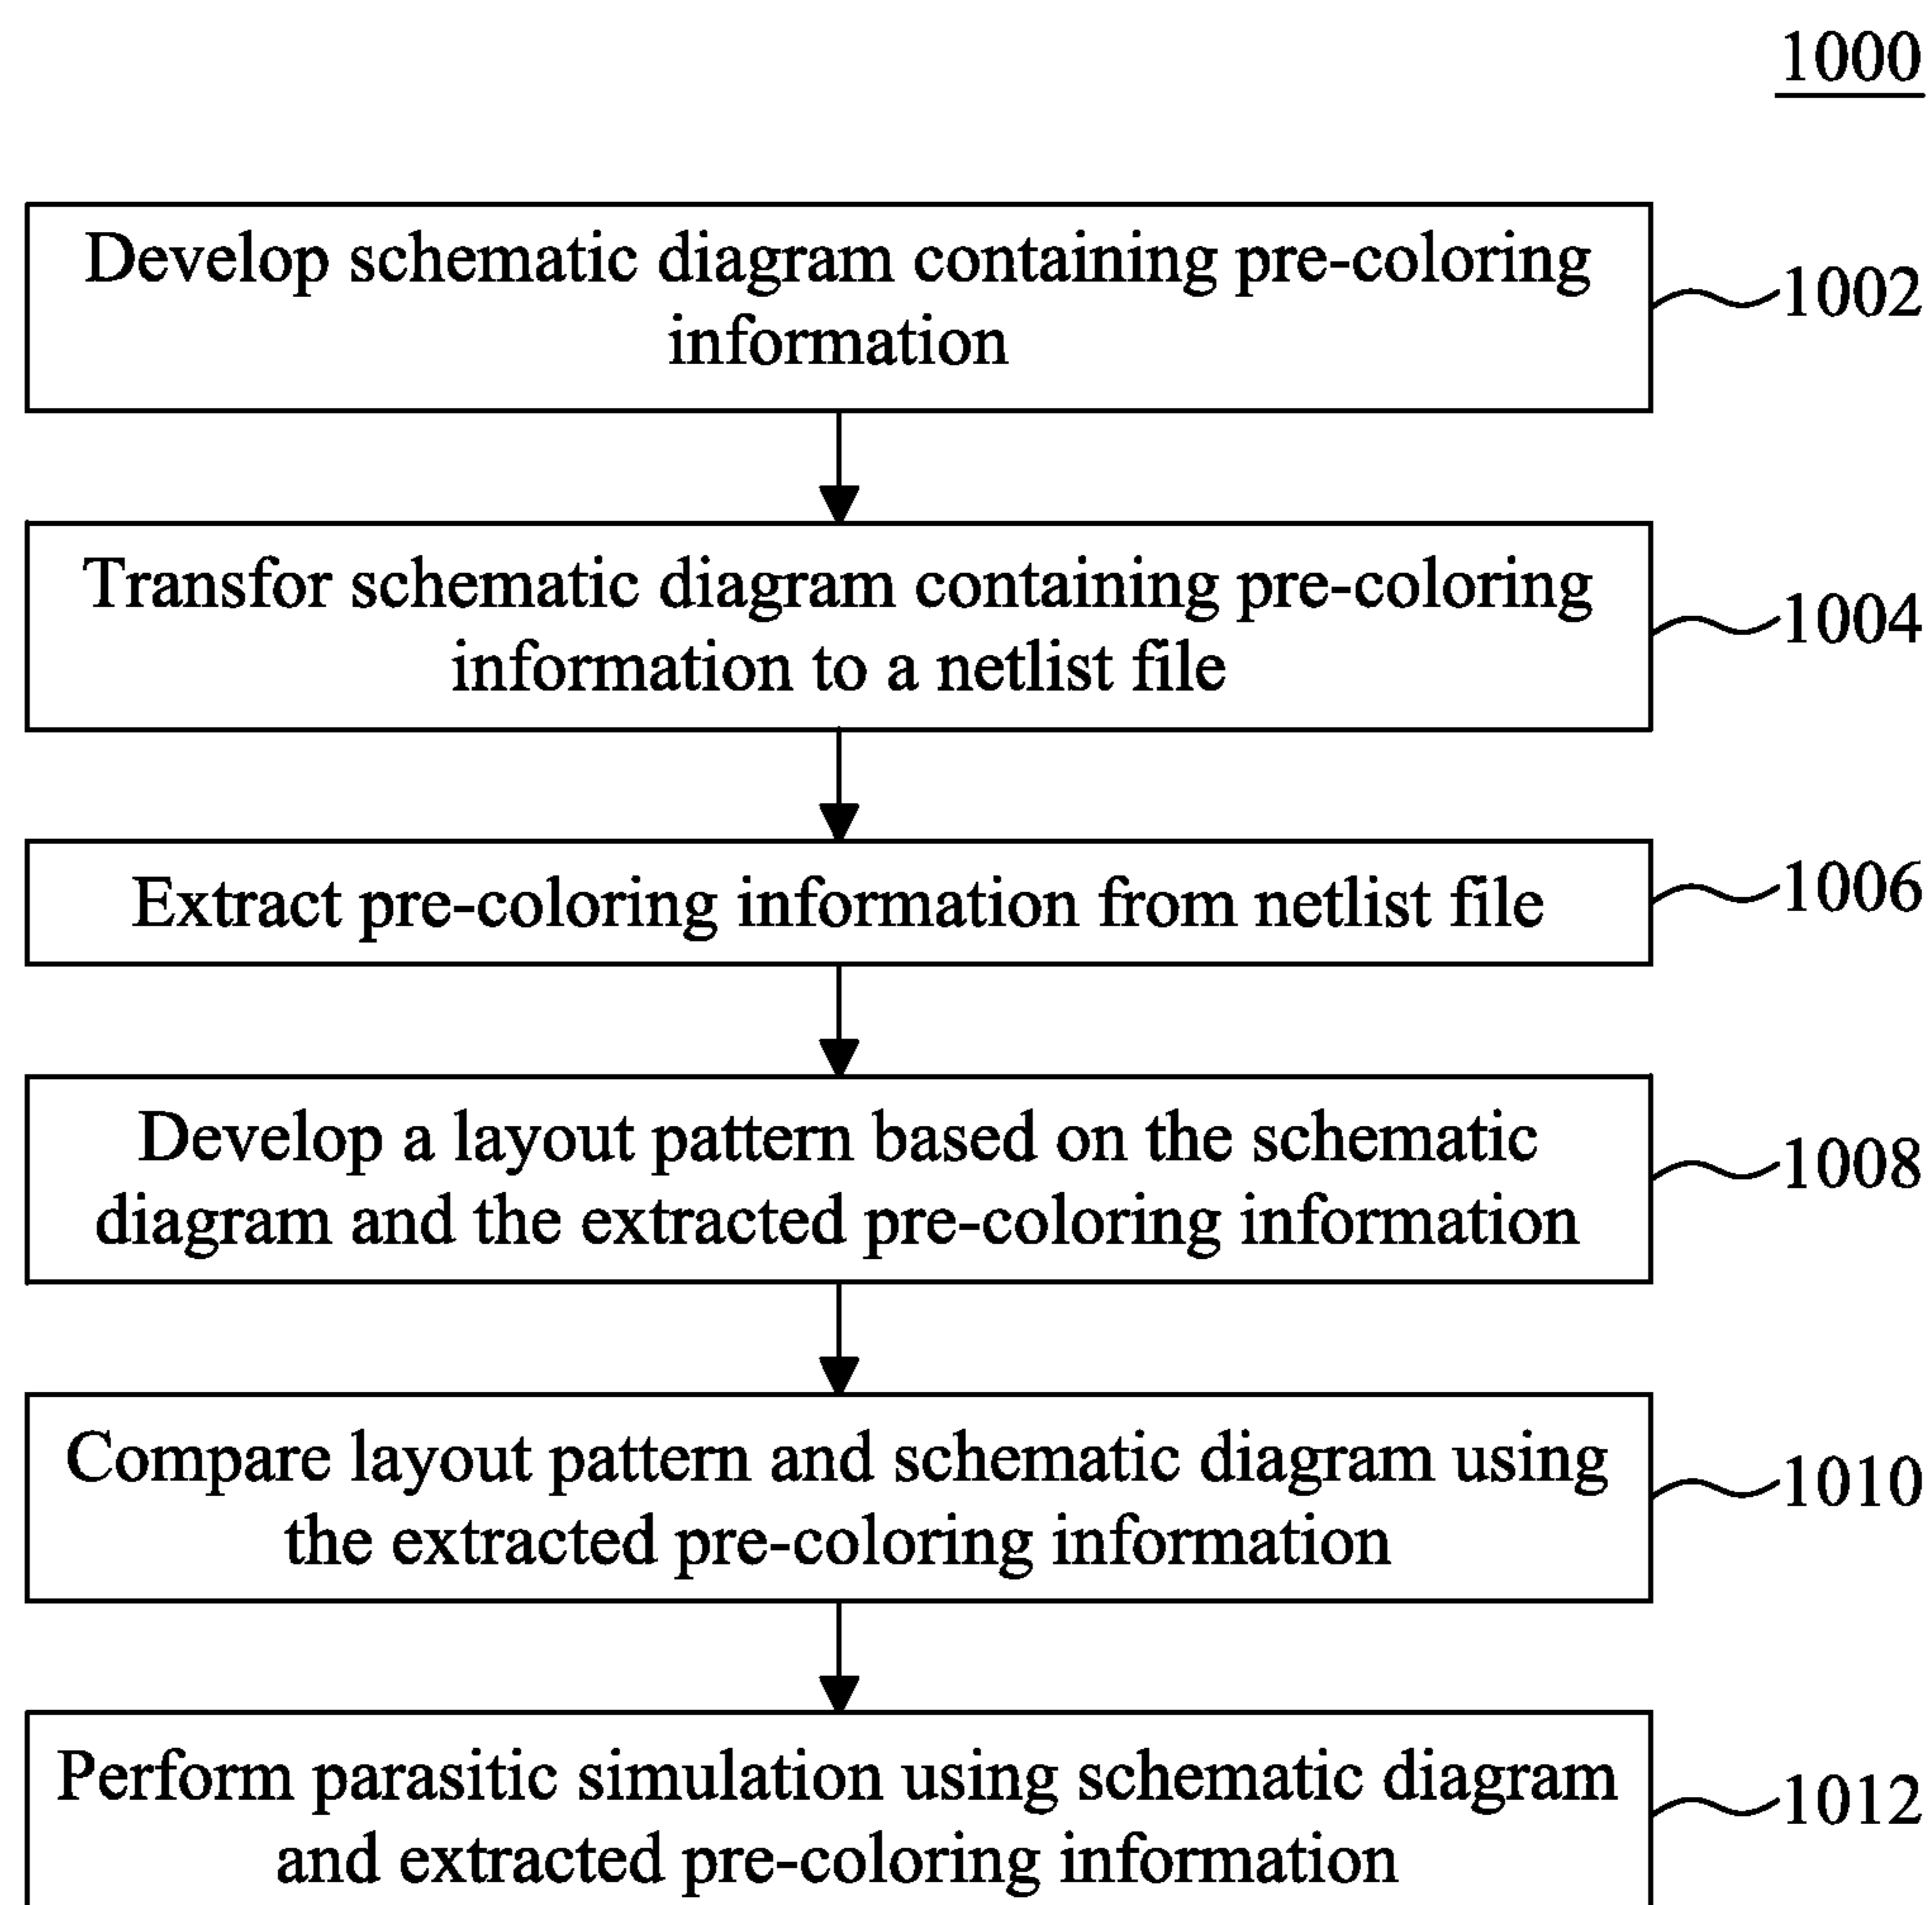 1000
Develop schematic diagram containing pre-coloring
information
1002
Transfor schematic diagram containing pre-coloring
information to a netlist file
1004
Extract pre-coloring information from netlist file
1006
Develop a layout pattern based on the schematic
diagram and the extracted pre-coloring information
1008
Compare layout pattern and schematic diagram using
the extracted pre-coloring information
1010
Perform parasitic simulation using schematic diagram
and extracted pre-coloring information
1012